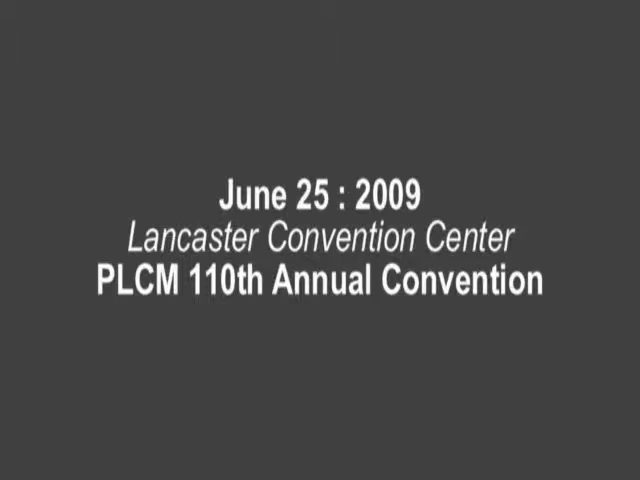 June 25 : 2009
Lancaster Convention Center
PLCM 110th Annual Convention